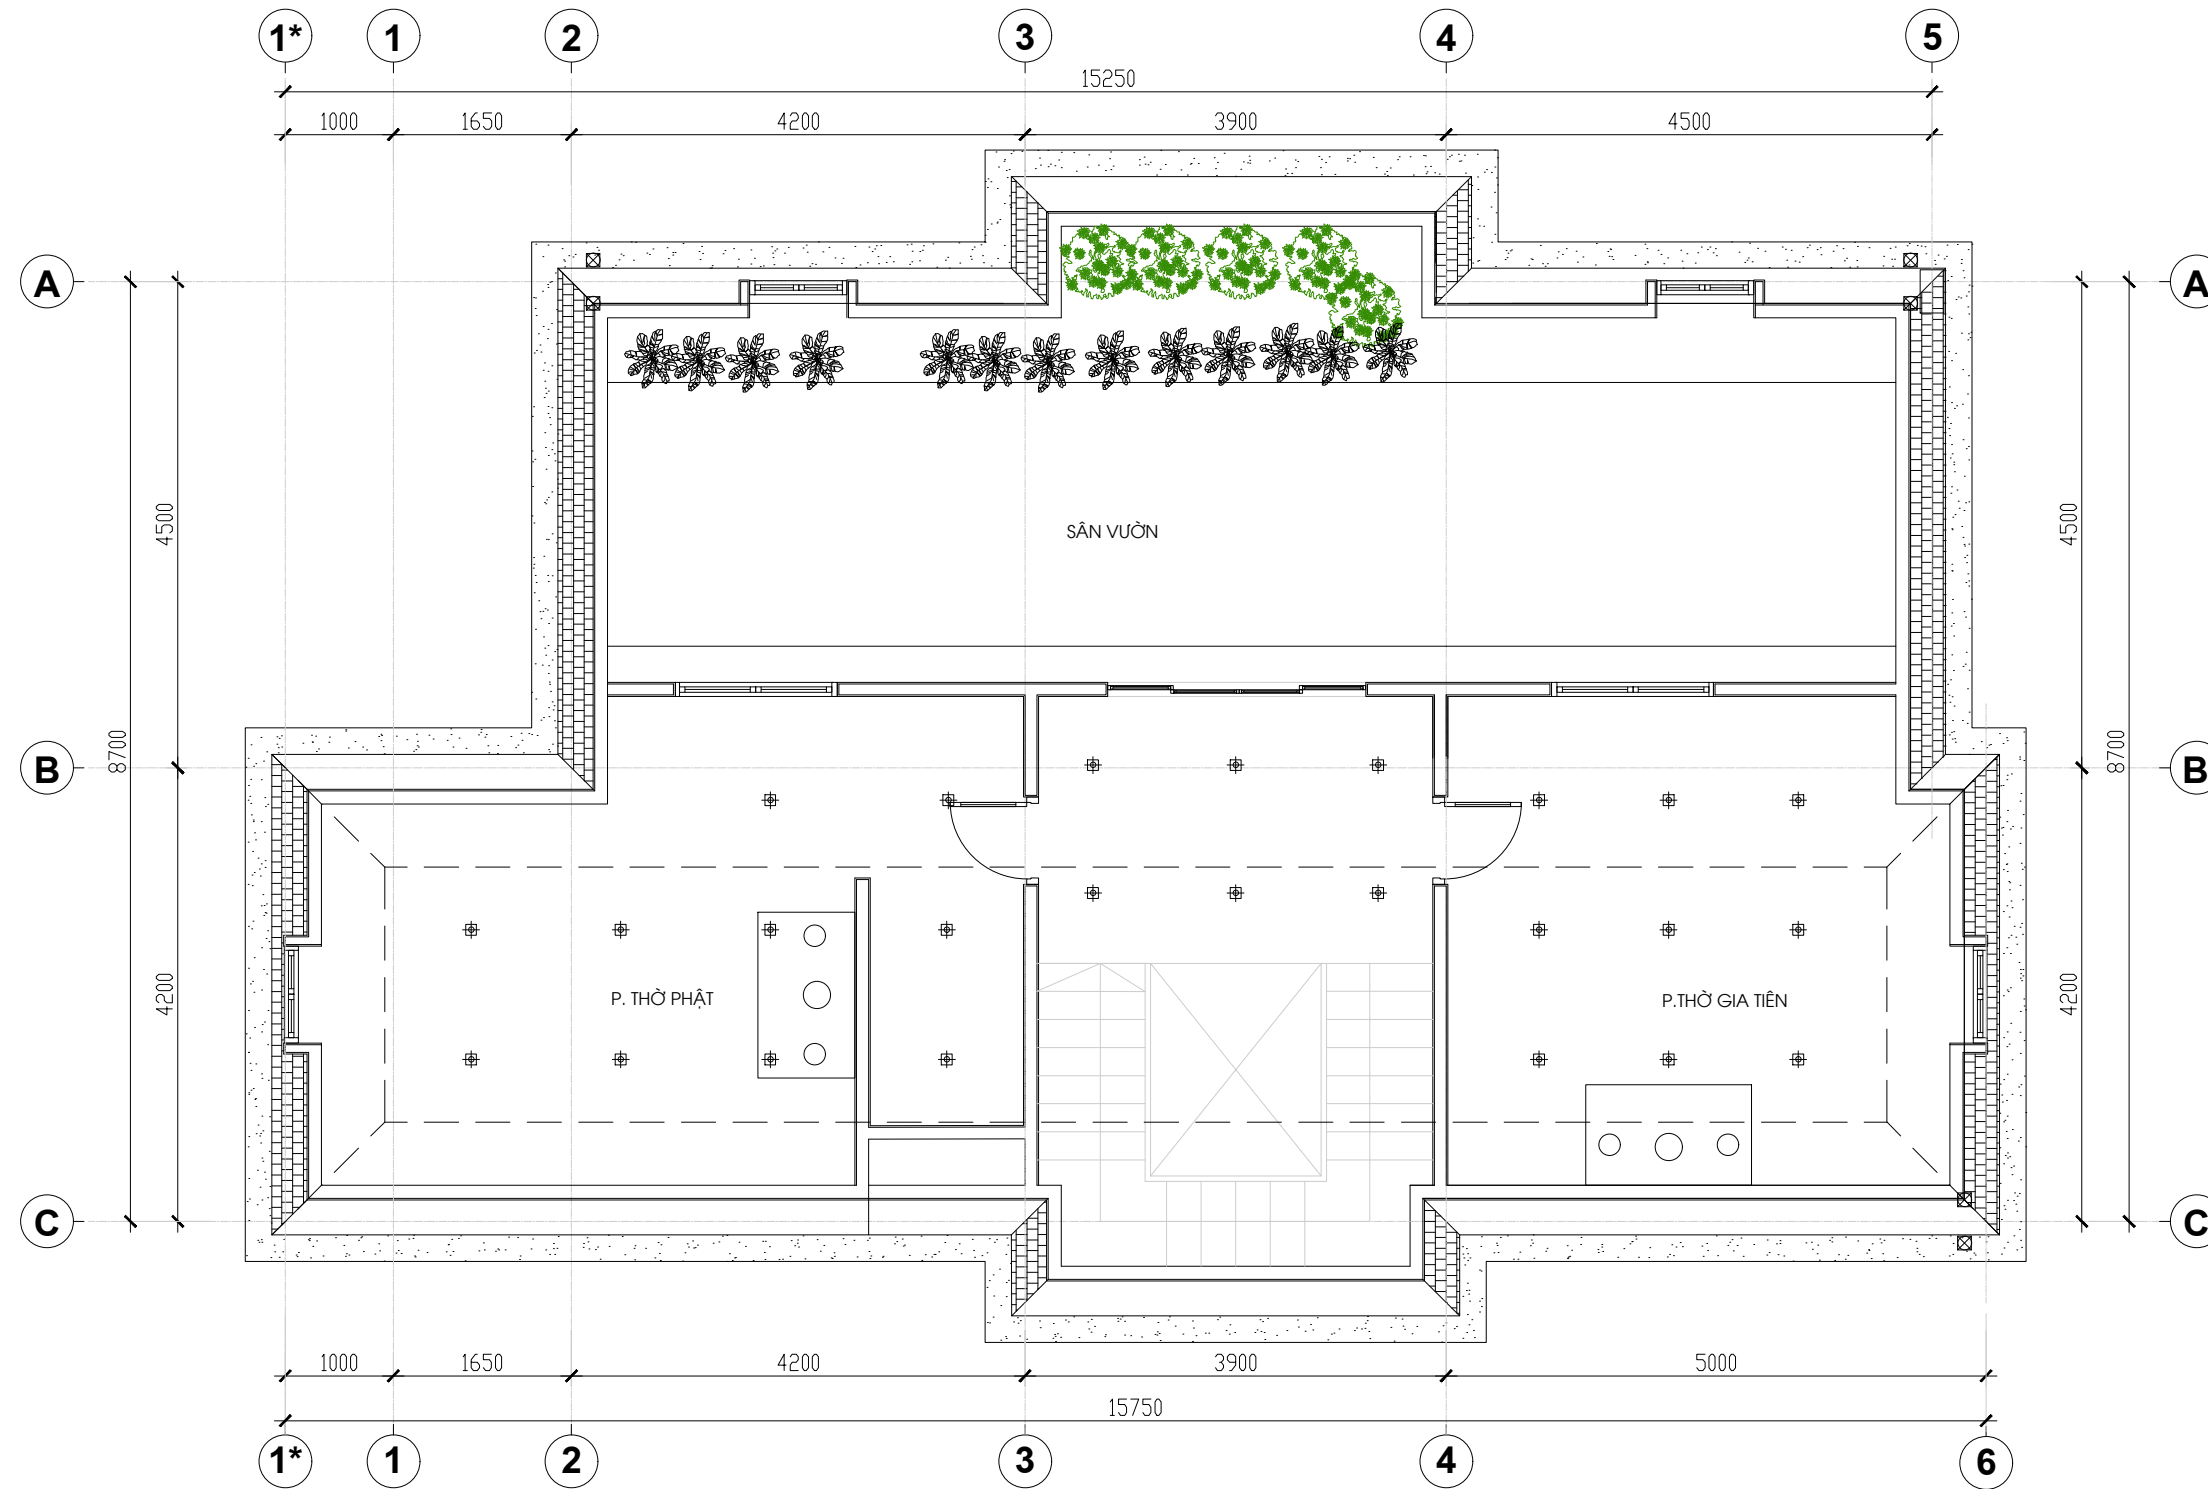 1* 1 2 3 4 5
15250
1000 1650 4200 3900 4500
A A
4500 4500
SÂN VƯỜN
8700 8700
B B
4200 4200
P. THỜ PHẬT P.THỜ GIA TIÊN
C C
1000 1650 4200 3900 5000
15750
1* 1 2 3 4 6